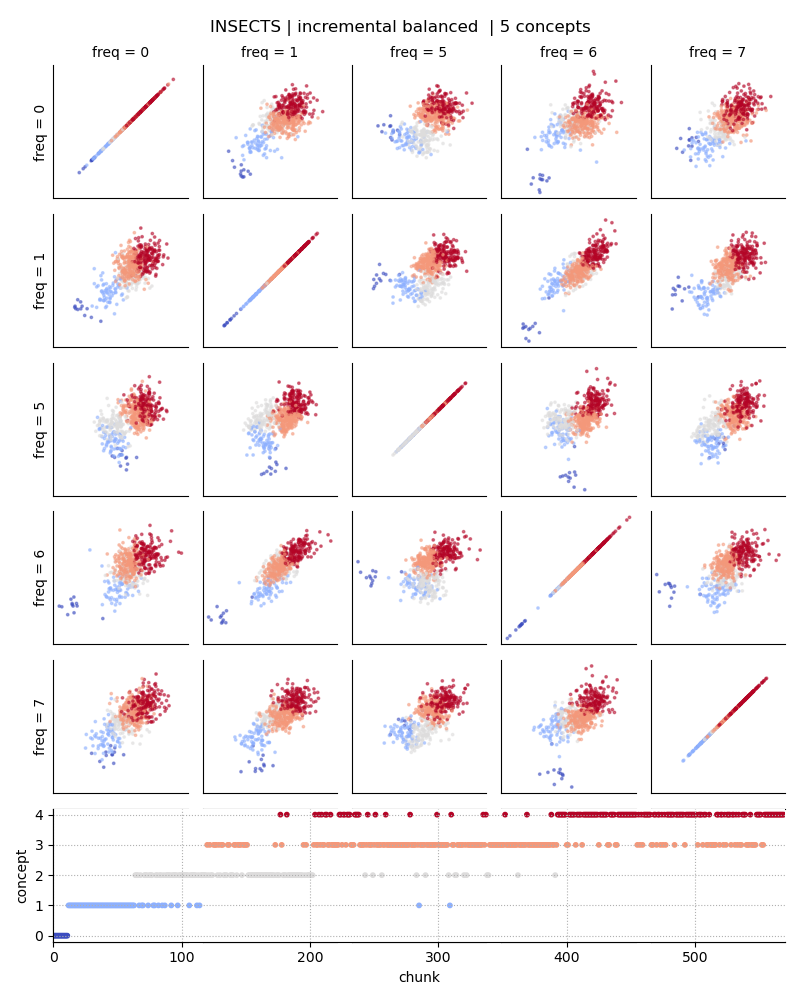 INSECTS | incremental balanced | 5 concepts
freq = 0 freq = 1 freq = 5 freq = 6 freq = 7
freq = 0
freq = 1
freq = 5
freq = 6
freq = 7
4
3
2
1
0
concept
0 100 200 300 400 500
chunk